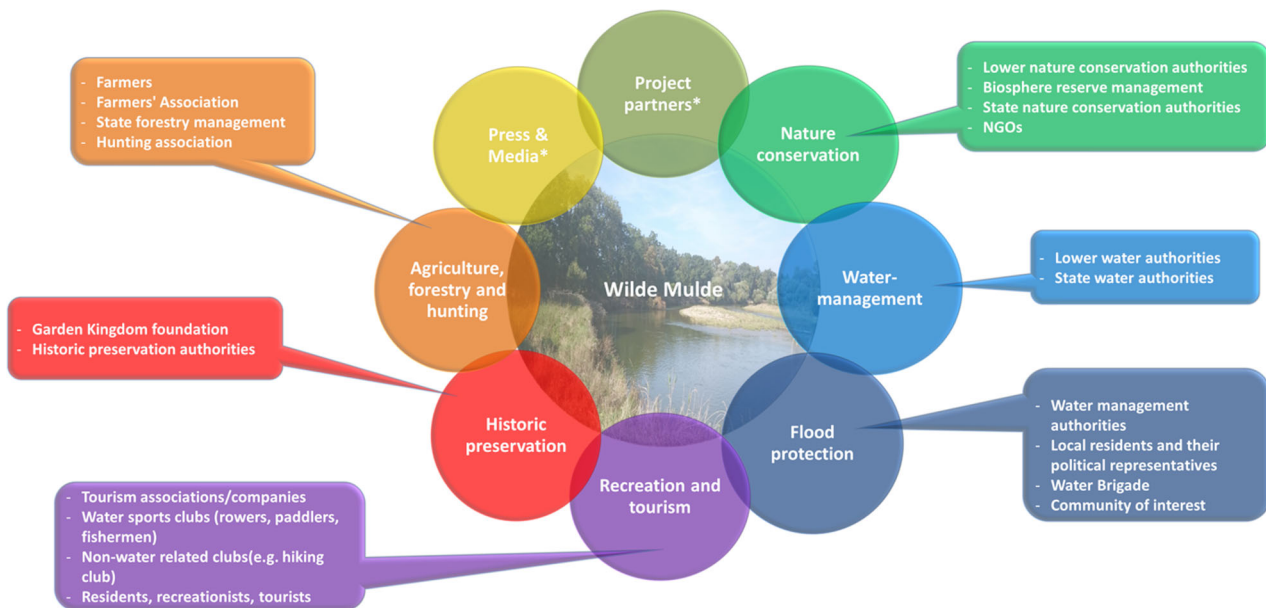 Project
partners*
Press &
Media*
Nature
conservation
- Farmers
- Farmers' Association
- State forestry management
- Hunting association
- Lower nature conservation authorities
- Biosphere reserve management
- State nature conservation authorities
- NGOs
Agriculture,
forestry and
hunting
Wilde Mulde
Water-
management
- Lower water authorities
- State water authorities
- Garden Kingdom foundation
- Historic preservation authorities
Historic
preservation
Flood
protection
- Water management
authorities
- Local residents and their
political representatives
- Water Brigade
- Community of interest
Recreation and
tourism
- Tourism associations/companies
- Water sports clubs (rowers, paddlers,
fishermen)
- Non-water related clubs(e.g. hiking
club)
- Residents, recreationists, tourists